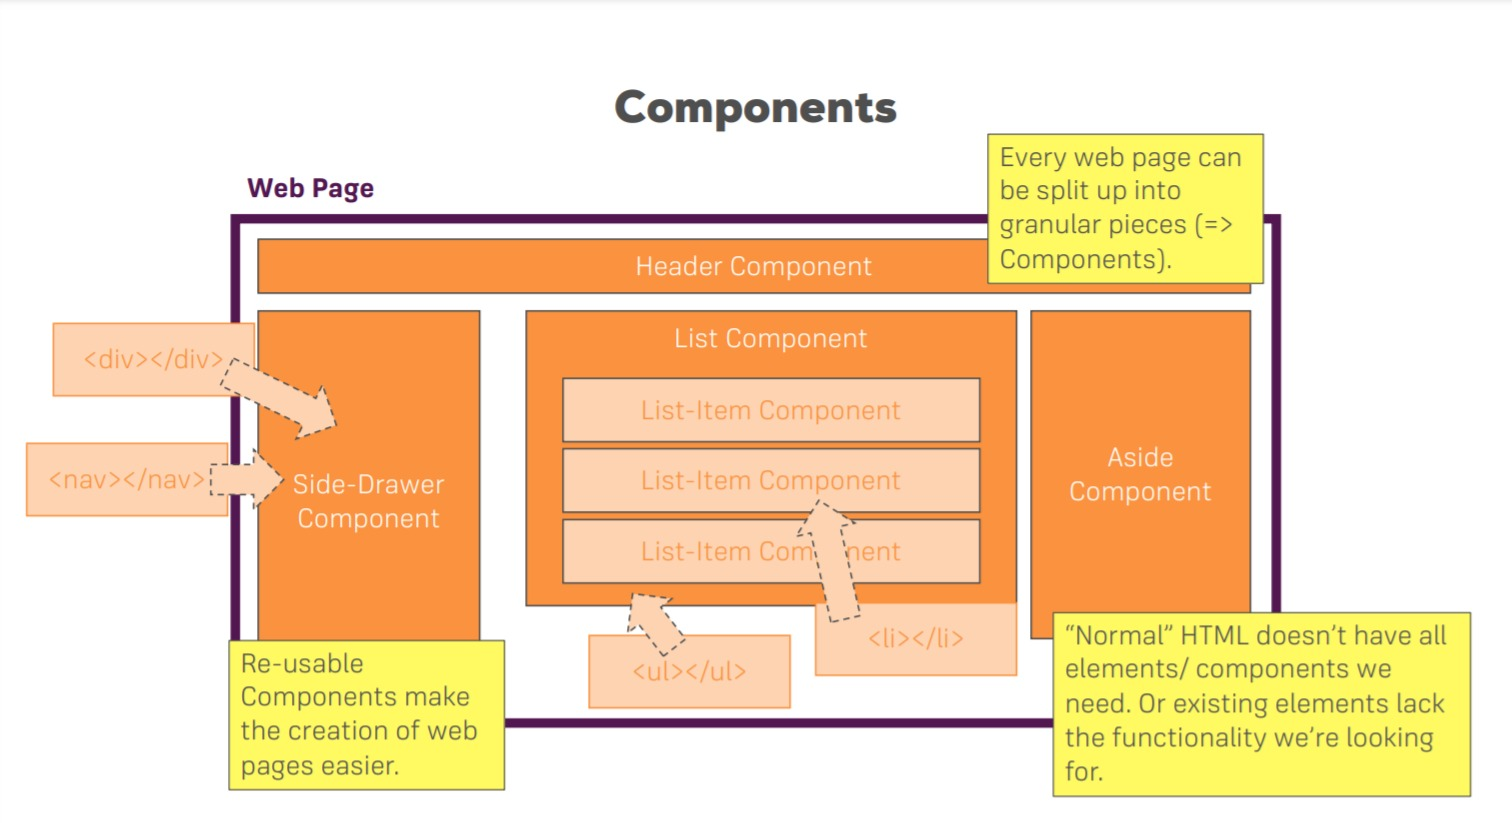 Components
Web Page
Every web page can
be split up into
granular pieces (=>
Components).
Header Component
<div></div>
<nav></nav>
Side-Drawer
Component
List Component
List-Item Component
List-Item Component
List-Item Component
Aside
Component
<ul></ul>
<li></li>
Re-usable
Components make
the creation of web
pages easier.
“Normal” HTML doesn’t have all
elements/ components we
need. Or existing elements lack
the functionality we’re looking
for.